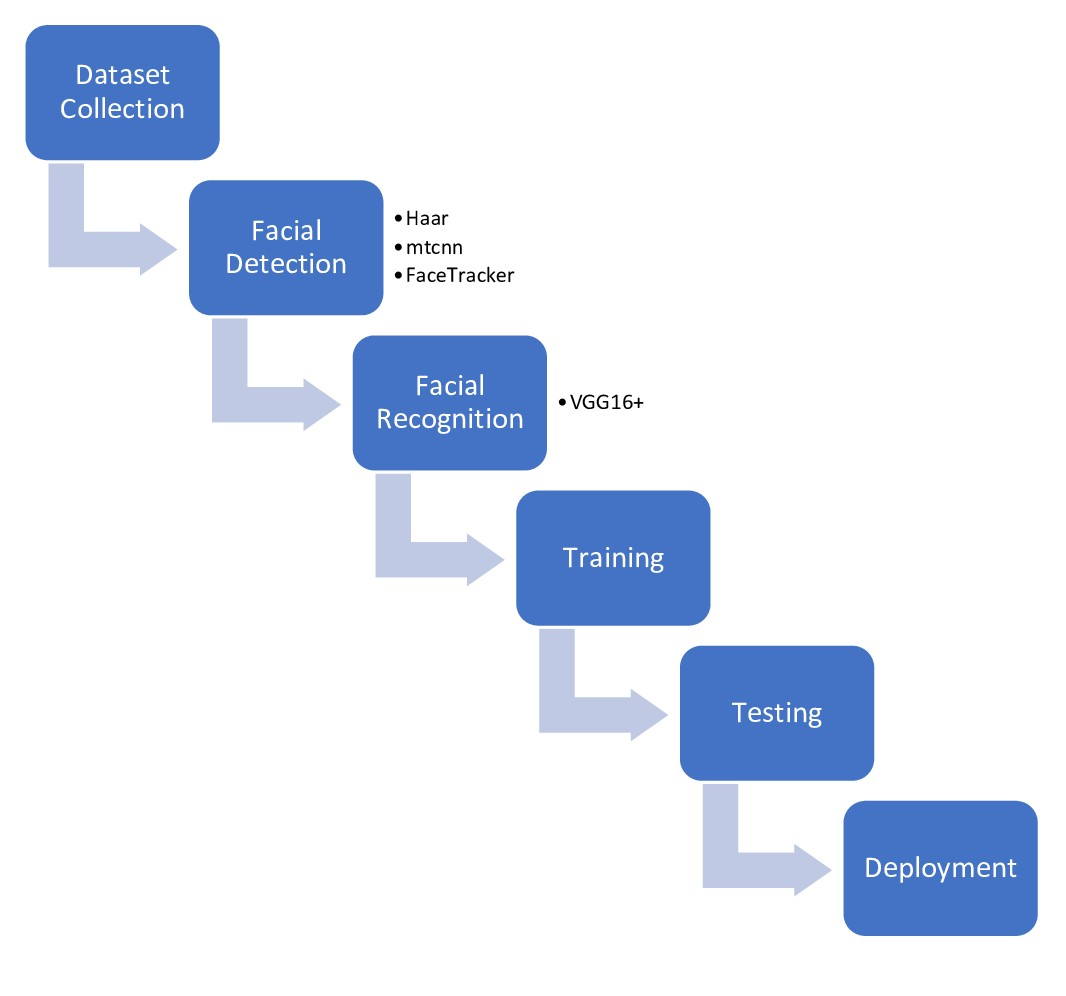 Dataset
Collection
Facial
Detection
• Haar
• mtcnn
• FaceTracker
Facial
Recognition
• VGG16+
Training
Testing
Deployment